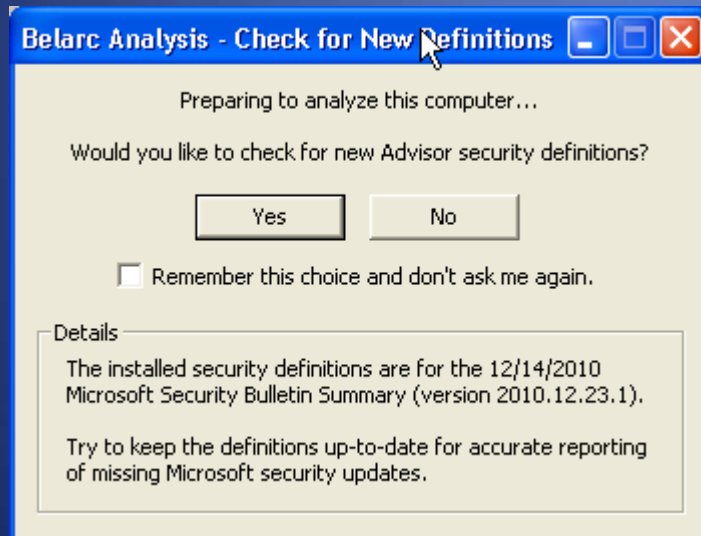 Belarc Analysis - Check for New Definitions
Preparing to analyze this computer...
Would you like to check for new Advisor security definitions?
Yes No
Remember this choice and don't ask me again.
Details
The installed security definitions are for the 12/14/2010
Microsoft Security Bulletin Summary (version 2010.12.23.1).
Try to keep the definitions up-to-date for accurate reporting
of missing Microsoft security updates.